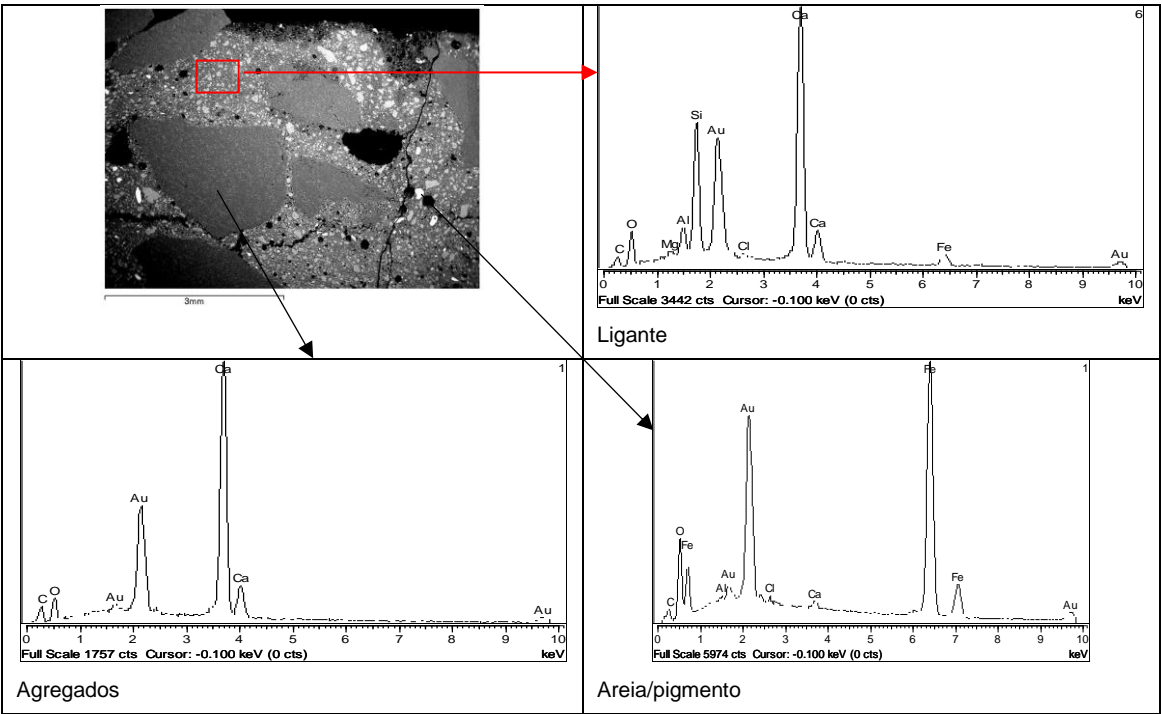 3mm
6
Ca
Si
Au
Al
O
Mg
C
Cl
Ca
Fe
Au
0 1 2 3 4 5 6 7 8 9 10
Full Scale 3442 cts Cursor: -0.100 keV (0 cts) keV
Ligante
1
Ca
Au
C
O
Au
Ca
Au
0 1 2 3 4 5 6 7 8 9 10
Full Scale 1757 cts Cursor: -0.100 keV (0 cts) keV
Agregados
1
Fe
Au
O
Fe
Au
Al
Cl
C
Ca
Fe
Au
0 1 2 3 4 5 6 7 8 9 10
Full Scale 5974 cts Cursor: -0.100 keV (0 cts) keV
Areia/pigmento